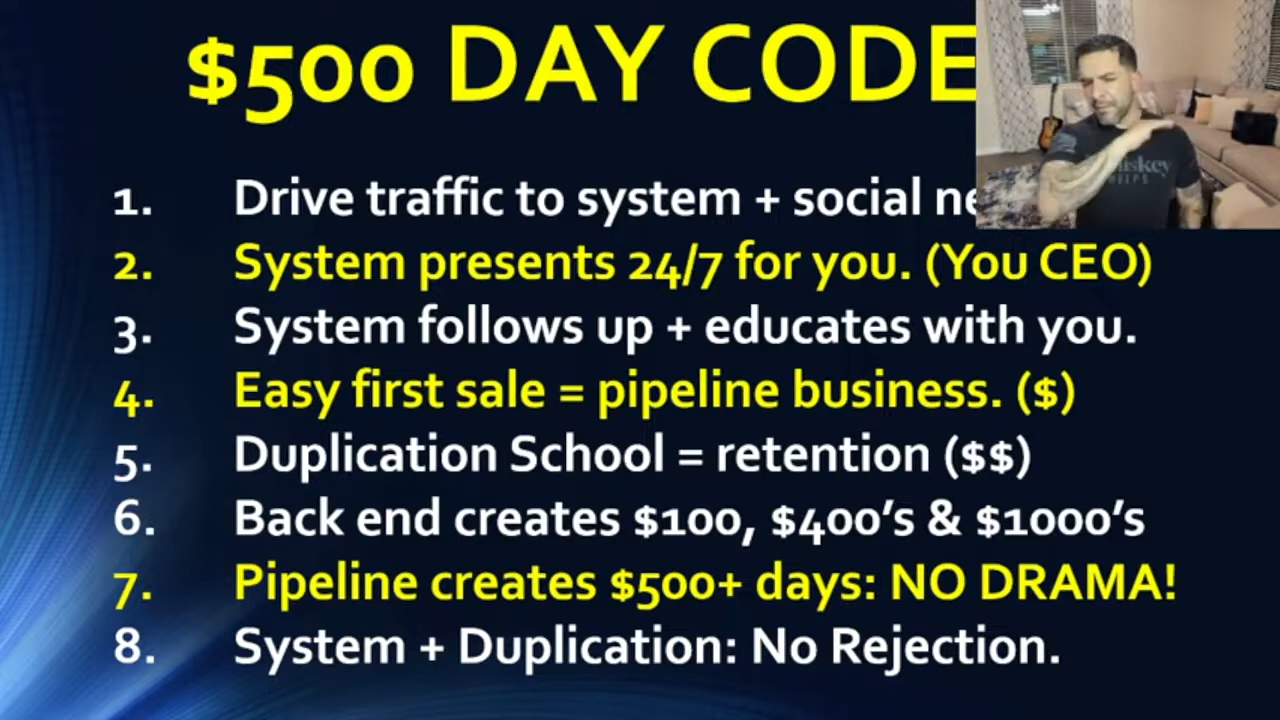 $500 DAY CODE
1. Drive traffic to system + social
2. System presents 24/7 for you. (You CEO)
3. System follows up + educates with you.
4. Easy first sale = pipeline business. ($)
5. Duplication School = retention ($$)
6. Back end creates $100, $400’s & $1000’s
7. Pipeline creates $500+ days: NO DRAMA!
8. System + Duplication: No Rejection.